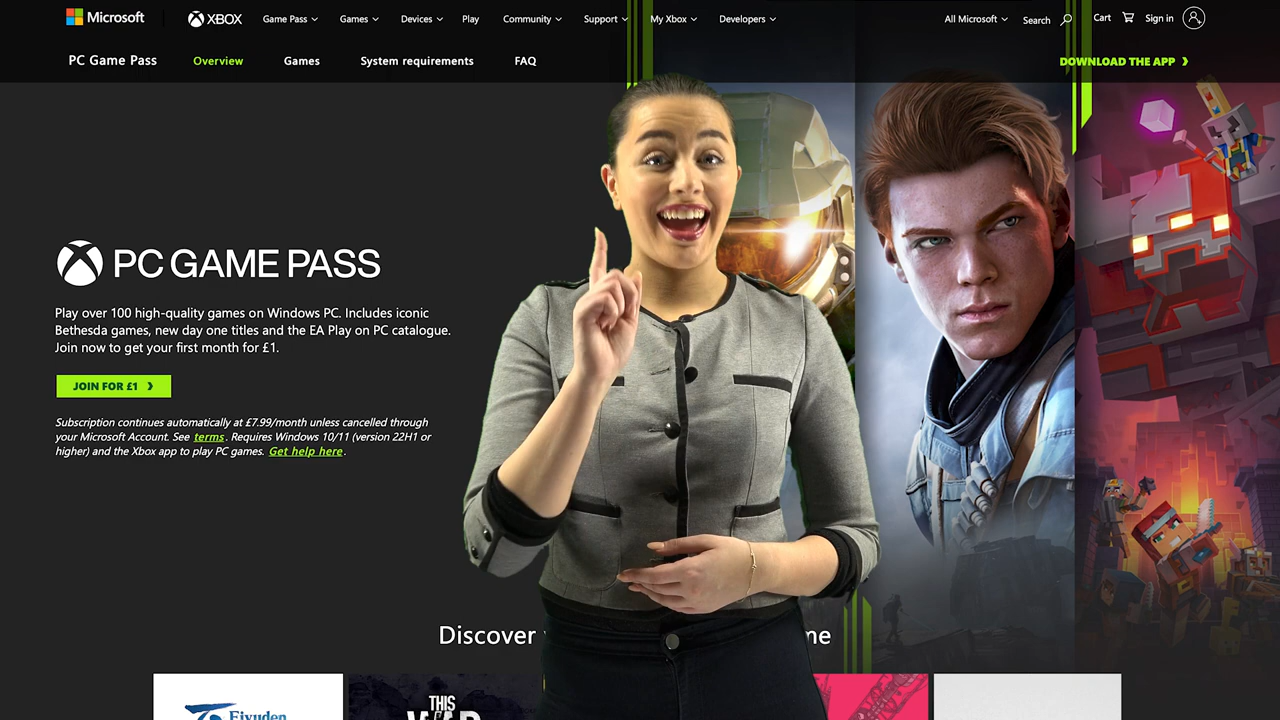 Microsoft
XBOX
Game Pass
Games
Devices
Play
Community
Support
My Xbox
Developers
All Microsoft
Search
Cart
Sign in
PC Game Pass
Overview
Games
System requirements
FAQ
DOWNLOAD THE APP
PC GAME PASS
Play over 100 high-quality games on Windows PC. Includes iconic
Bethesda games, new day one titles and the EA Play on PC catalogue.
Join now to get your first month for £1.
JOIN FOR £1
Subscription continues automatically at £7.99/month unless cancelled through
your Microsoft Account. See terms. Requires Windows 10/11 (version 22H1 or
higher) and the Xbox app to play PC games. Get help here.
Discover
Eiyuden
THIS
WAR